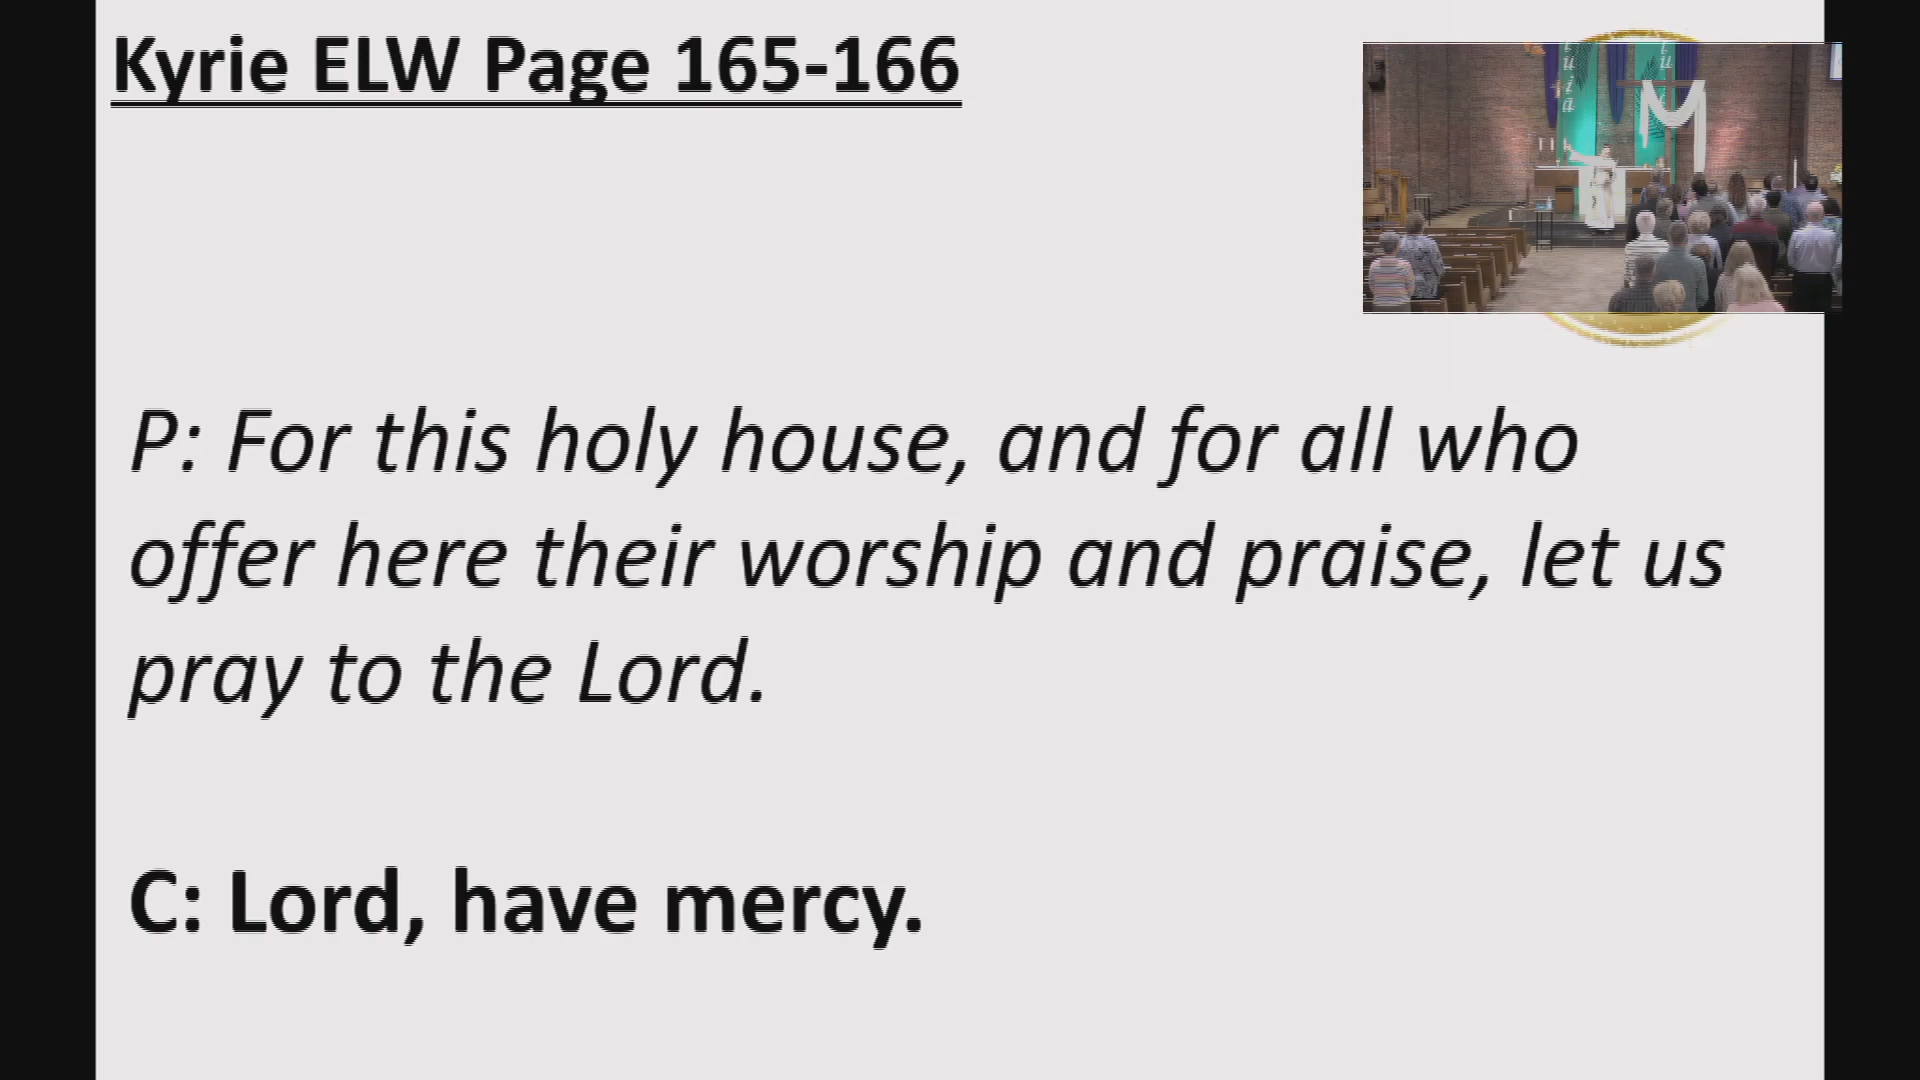 Kyrie ELW Page 165-166
P: For this holy house, and for all who
offer here their worship and praise, let us
pray to the Lord.
C: Lord, have mercy.